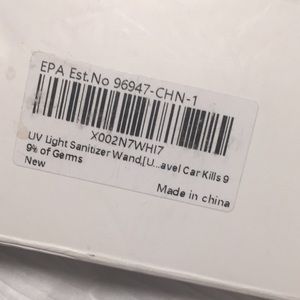 EPA Est.No 96947-CHN-1
X002N7WHI7
UV Light Sanitizer Wand,[U...avel Car Kills 9
9% of Germs
New
Made in china